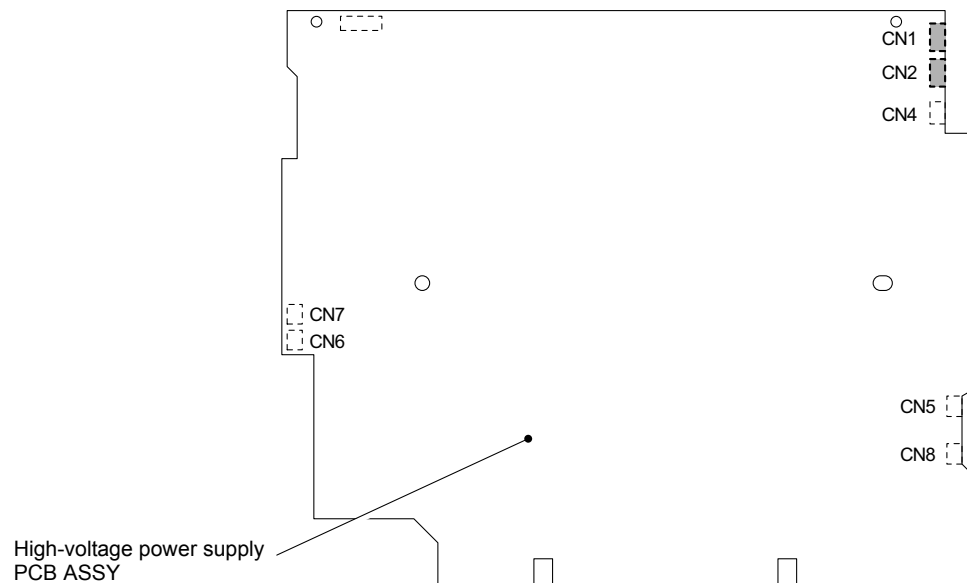 CN1
CN2
CN4
CN7
CN6
CN5
CN8
High-voltage power supply
PCB ASSY